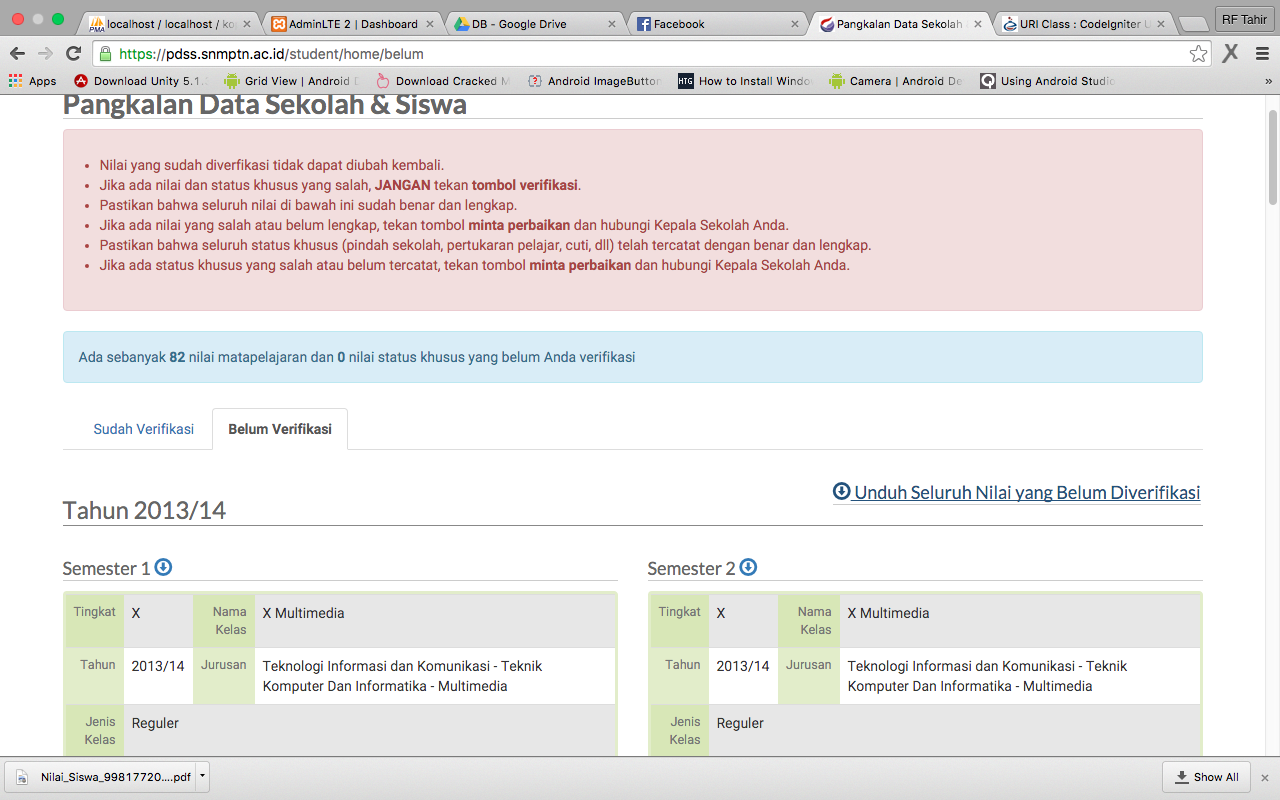 localhost / localhost / ko
AdminLTE 2 | Dashboard
DB - Google Drive
Facebook
Pangkalan Data Sekolah
URI Class : CodeIgniter U
RF Tahir
https://pdss.snmptn.ac.id/student/home/belum
Apps
Download Unity 5.1.
Grid View | Android
Download Cracked M
Android ImageButton
HTG How to Install Windo
Camera | Android De
Using Android Studio
»
Pangkalan Data Sekolah & Siswa
• Nilai yang sudah diverfikasi tidak dapat diubah kembali.
• Jika ada nilai dan status khusus yang salah, JANGAN tekan tombol verifikasi.
• Pastikan bahwa seluruh nilai di bawah ini sudah benar dan lengkap.
• Jika ada nilai yang salah atau belum lengkap, tekan tombol minta perbaikan dan hubungi Kepala Sekolah Anda.
• Pastikan bahwa seluruh status khusus (pindah sekolah, pertukaran pelajar, cuti, dll) telah tercatat dengan benar dan lengkap.
• Jika ada status khusus yang salah atau belum tercatat, tekan tombol minta perbaikan dan hubungi Kepala Sekolah Anda.
Ada sebanyak 82 nilai matapelajaran dan 0 nilai status khusus yang belum Anda verifikasi
Sudah Verifikasi
Belum Verifikasi
Unduh Seluruh Nilai yang Belum Diverifikasi
Tahun 2013/14
Semester 1
Tingkat X Nama Kelas X Multimedia
Tahun 2013/14 Jurusan Teknologi Informasi dan Komunikasi - Teknik
Komputer Dan Informatika - Multimedia
Jenis Kelas Reguler
Semester 2
Tingkat X Nama Kelas X Multimedia
Tahun 2013/14 Jurusan Teknologi Informasi dan Komunikasi - Teknik
Komputer Dan Informatika - Multimedia
Jenis Kelas Reguler
Nilai_Siswa_99817720....pdf
Show All